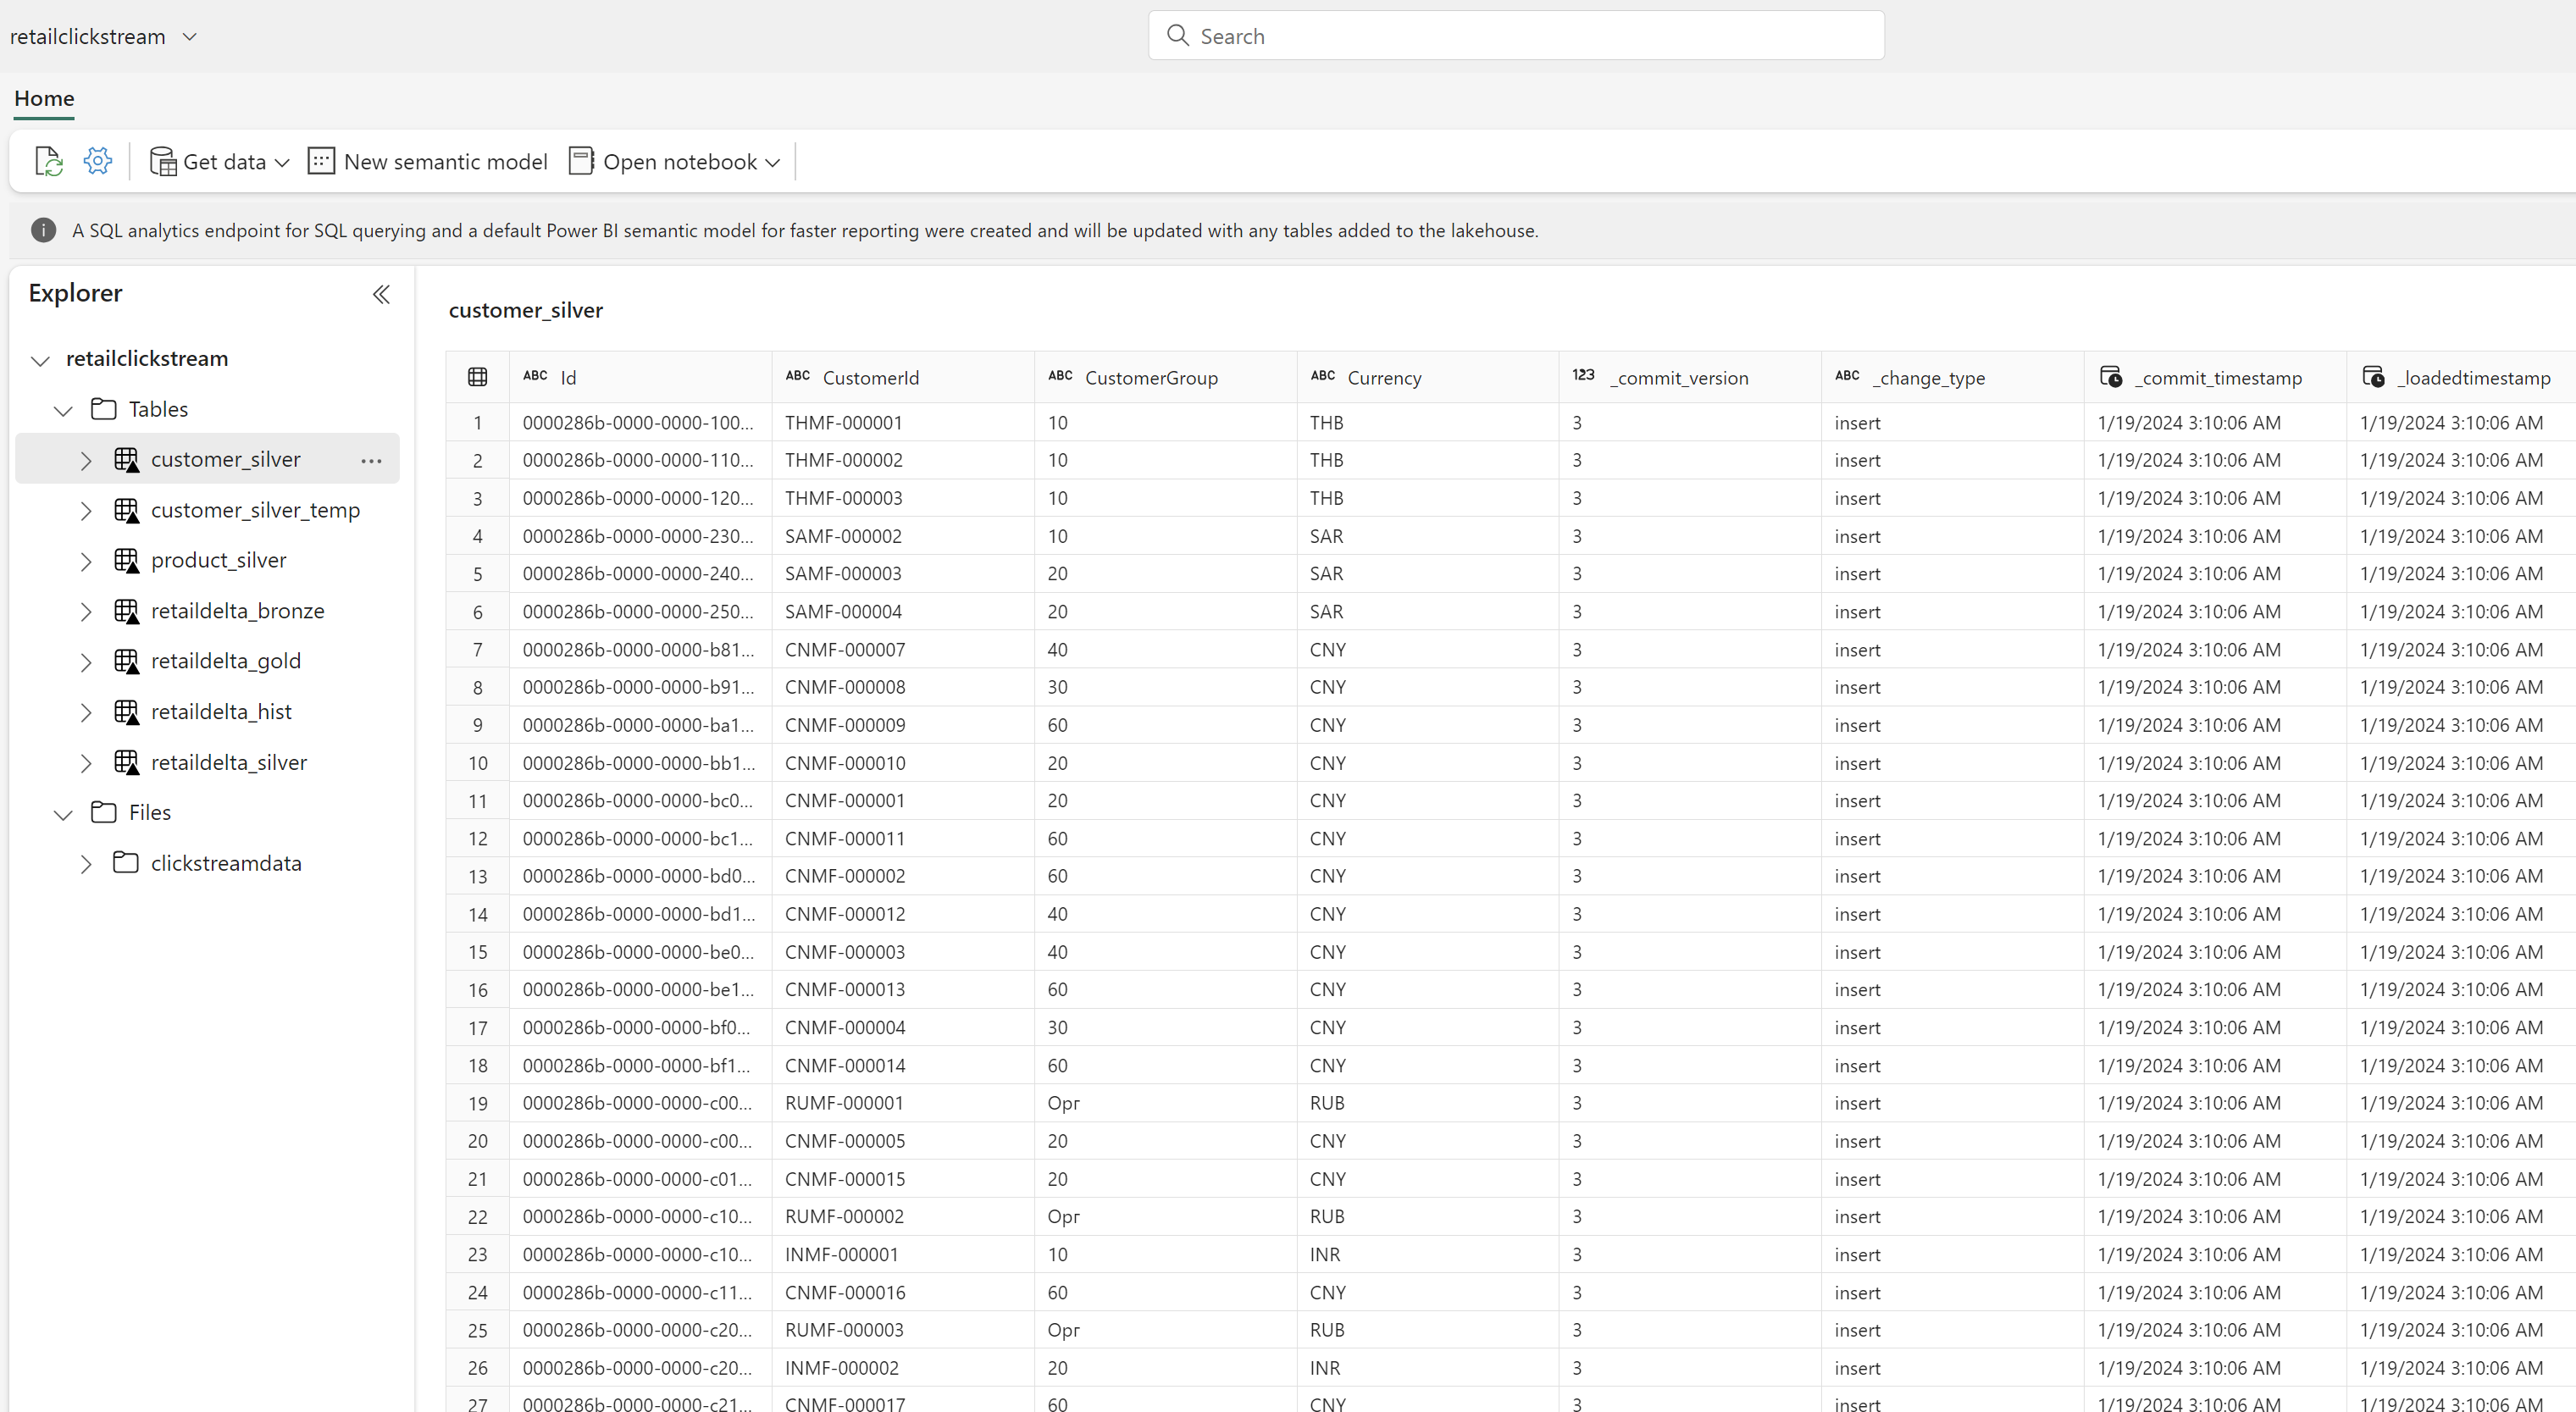 retailclickstream
Search
Home
Get data
New semantic model
Open notebook
A SQL analytics endpoint for SQL querying and a default Power BI semantic model for faster reporting were created and will be updated with any tables added to the lakehouse.
Explorer
retailclickstream
Tables
customer_silver ...
customer_silver_temp
product_silver
retaildelta_bronze
retaildelta_gold
retaildelta_hist
retaildelta_silver
Files
clickstreamdata
customer_silver
ABC Id ABC CustomerId ABC CustomerGroup ABC Currency 123 _commit_version ABC _change_type _commit_timestamp _loadedtimestamp
1 0000286b-0000-0000-100... THMF-000001 10 THB 3 insert 1/19/2024 3:10:06 AM 1/19/2024 3:10:06 AM
2 0000286b-0000-0000-110... THMF-000002 10 THB 3 insert 1/19/2024 3:10:06 AM 1/19/2024 3:10:06 AM
3 0000286b-0000-0000-120... THMF-000003 10 THB 3 insert 1/19/2024 3:10:06 AM 1/19/2024 3:10:06 AM
4 0000286b-0000-0000-230... SAMF-000002 10 SAR 3 insert 1/19/2024 3:10:06 AM 1/19/2024 3:10:06 AM
5 0000286b-0000-0000-240... SAMF-000003 20 SAR 3 insert 1/19/2024 3:10:06 AM 1/19/2024 3:10:06 AM
6 0000286b-0000-0000-250... SAMF-000004 20 SAR 3 insert 1/19/2024 3:10:06 AM 1/19/2024 3:10:06 AM
7 0000286b-0000-0000-b81... CNMF-000007 40 CNY 3 insert 1/19/2024 3:10:06 AM 1/19/2024 3:10:06 AM
8 0000286b-0000-0000-b91... CNMF-000008 30 CNY 3 insert 1/19/2024 3:10:06 AM 1/19/2024 3:10:06 AM
9 0000286b-0000-0000-ba1... CNMF-000009 60 CNY 3 insert 1/19/2024 3:10:06 AM 1/19/2024 3:10:06 AM
10 0000286b-0000-0000-bb1... CNMF-000010 20 CNY 3 insert 1/19/2024 3:10:06 AM 1/19/2024 3:10:06 AM
11 0000286b-0000-0000-bc0... CNMF-000001 20 CNY 3 insert 1/19/2024 3:10:06 AM 1/19/2024 3:10:06 AM
12 0000286b-0000-0000-bc1... CNMF-000011 60 CNY 3 insert 1/19/2024 3:10:06 AM 1/19/2024 3:10:06 AM
13 0000286b-0000-0000-bd0... CNMF-000002 60 CNY 3 insert 1/19/2024 3:10:06 AM 1/19/2024 3:10:06 AM
14 0000286b-0000-0000-bd1... CNMF-000012 40 CNY 3 insert 1/19/2024 3:10:06 AM 1/19/2024 3:10:06 AM
15 0000286b-0000-0000-be0... CNMF-000003 40 CNY 3 insert 1/19/2024 3:10:06 AM 1/19/2024 3:10:06 AM
16 0000286b-0000-0000-be1... CNMF-000013 60 CNY 3 insert 1/19/2024 3:10:06 AM 1/19/2024 3:10:06 AM
17 0000286b-0000-0000-bf0... CNMF-000004 30 CNY 3 insert 1/19/2024 3:10:06 AM 1/19/2024 3:10:06 AM
18 0000286b-0000-0000-bf1... CNMF-000014 60 CNY 3 insert 1/19/2024 3:10:06 AM 1/19/2024 3:10:06 AM
19 0000286b-0000-0000-c00... RUMF-000001 Opr RUB 3 insert 1/19/2024 3:10:06 AM 1/19/2024 3:10:06 AM
20 0000286b-0000-0000-c00... CNMF-000005 20 CNY 3 insert 1/19/2024 3:10:06 AM 1/19/2024 3:10:06 AM
21 0000286b-0000-0000-c01... CNMF-000015 20 CNY 3 insert 1/19/2024 3:10:06 AM 1/19/2024 3:10:06 AM
22 0000286b-0000-0000-c10... RUMF-000002 Opr RUB 3 insert 1/19/2024 3:10:06 AM 1/19/2024 3:10:06 AM
23 0000286b-0000-0000-c10... INMF-000001 10 INR 3 insert 1/19/2024 3:10:06 AM 1/19/2024 3:10:06 AM
24 0000286b-0000-0000-c11... CNMF-000016 60 CNY 3 insert 1/19/2024 3:10:06 AM 1/19/2024 3:10:06 AM
25 0000286b-0000-0000-c20... RUMF-000003 Opr RUB 3 insert 1/19/2024 3:10:06 AM 1/19/2024 3:10:06 AM
26 0000286b-0000-0000-c20... INMF-000002 20 INR 3 insert 1/19/2024 3:10:06 AM 1/19/2024 3:10:06 AM
27 0000286b-0000-0000-c21... CNMF-000017 60 CNY 3 insert 1/19/2024 3:10:06 AM 1/19/2024 3:10:06 AM